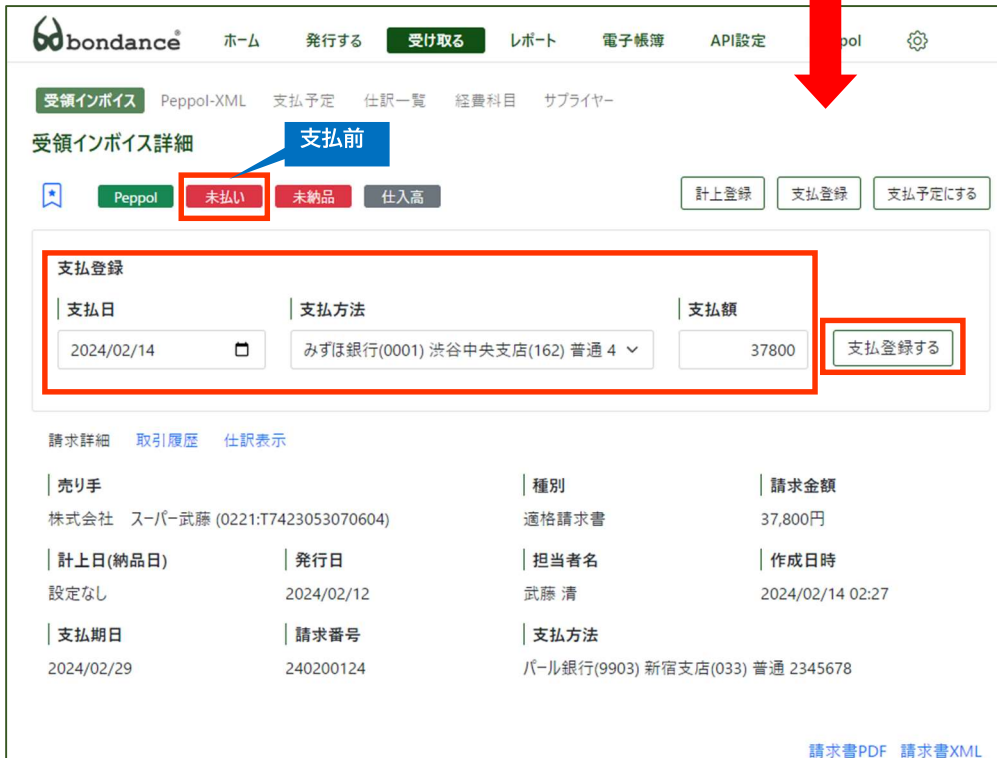 bondance ホーム 発行する 受け取る レポート 電子帳簿 API設定 pol
受領インボイス Peppol-XML 支払予定 仕訳一覧 経費科目 サプライヤー
受領インボイス詳細
支払前
Peppol 未払い 未納品 仕入高 計上登録 支払登録 支払予定にする
支払登録
支払日 支払方法 支払額
2024/02/14 みずほ銀行(0001) 渋谷中央支店(162) 普通 4 37800 支払登録する
請求詳細 取引履歴 仕訳表示
売り手 種別 請求金額
株式会社 スーパー武藤 (0221:T7423053070604) 適格請求書 37,800円
計上日(納品日) 発行日 担当者名 作成日時
設定なし 2024/02/12 武藤 清 2024/02/14 02:27
支払期日 請求番号 支払方法
2024/02/29 240200124 パール銀行(9903) 新宿支店(033) 普通 2345678
請求書PDF 請求書XML